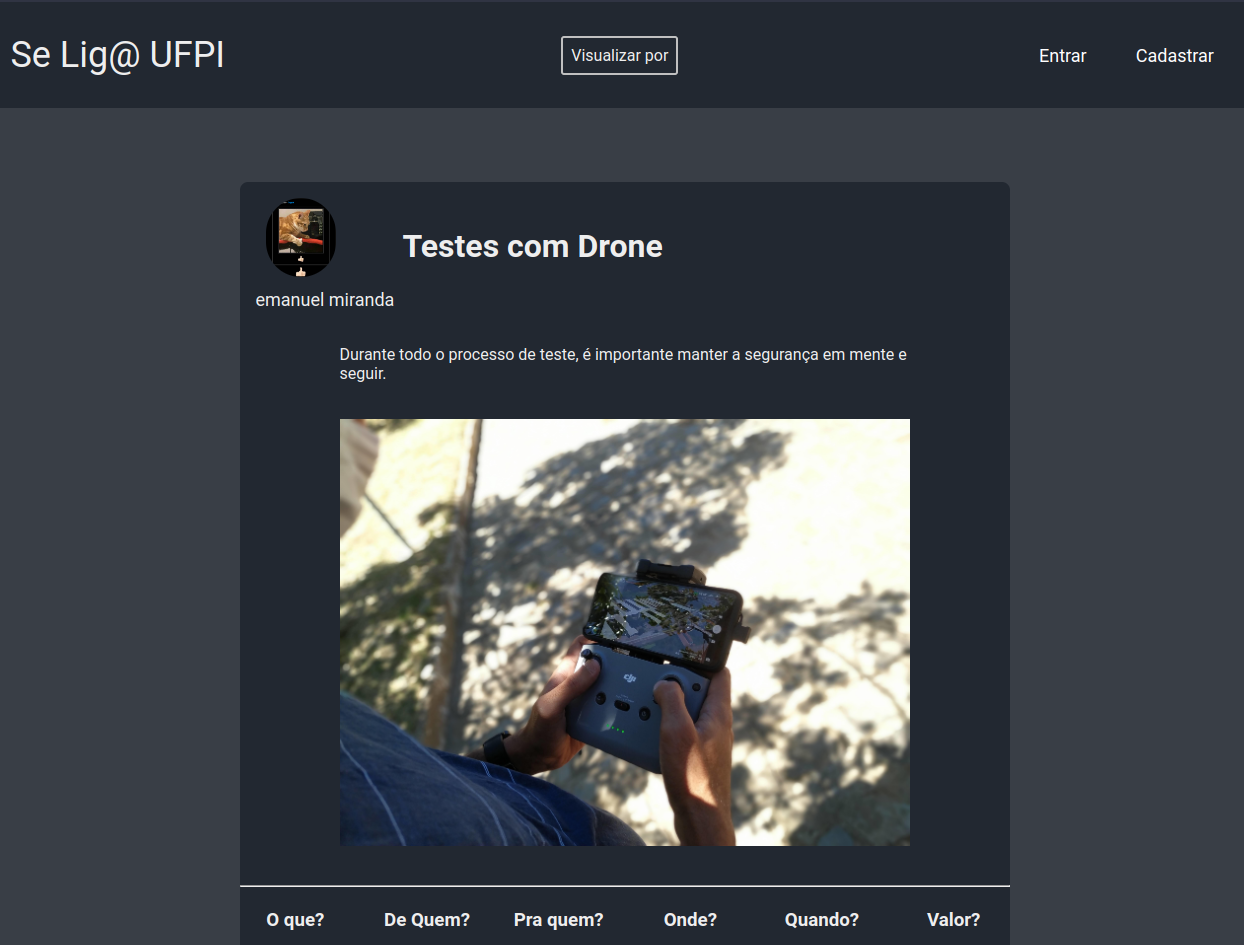 Se Lig@ UFPI
Visualizar por
Entrar
Cadastrar
Testes com Drone
emanuel miranda
Durante todo o processo de teste, é importante manter a segurança em mente e
seguir.
dji
O que?
De Quem?
Pra quem?
Onde?
Quando?
Valor?